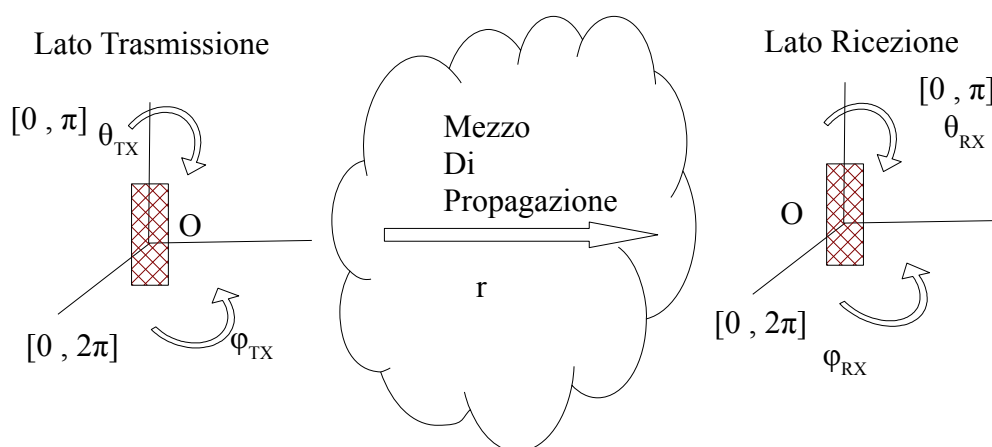 Lato Trasmissione
[0 , π]
θTX
O
[0 , 2π]
φTX
Mezzo
Di
Propagazione
r
Lato Ricezione
[0 , π]
θRX
O
[0 , 2π]
φRX